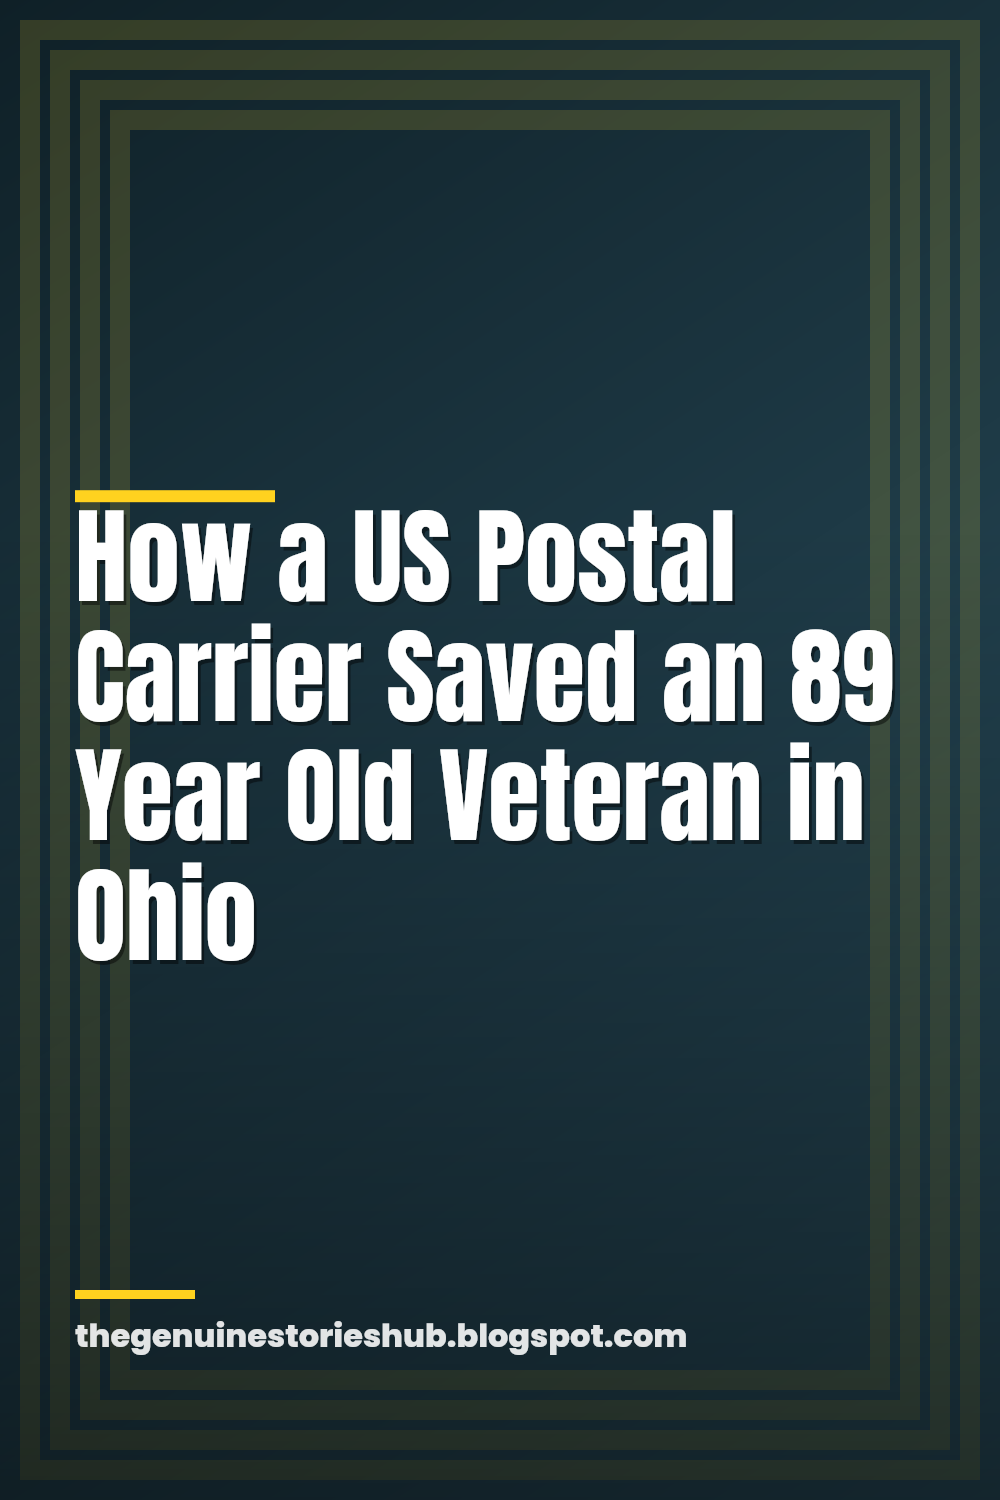 How a US Postal
Carrier Saved an 89
Year Old Veteran in
Ohio
thegenuinestorieshub.blogspot.com